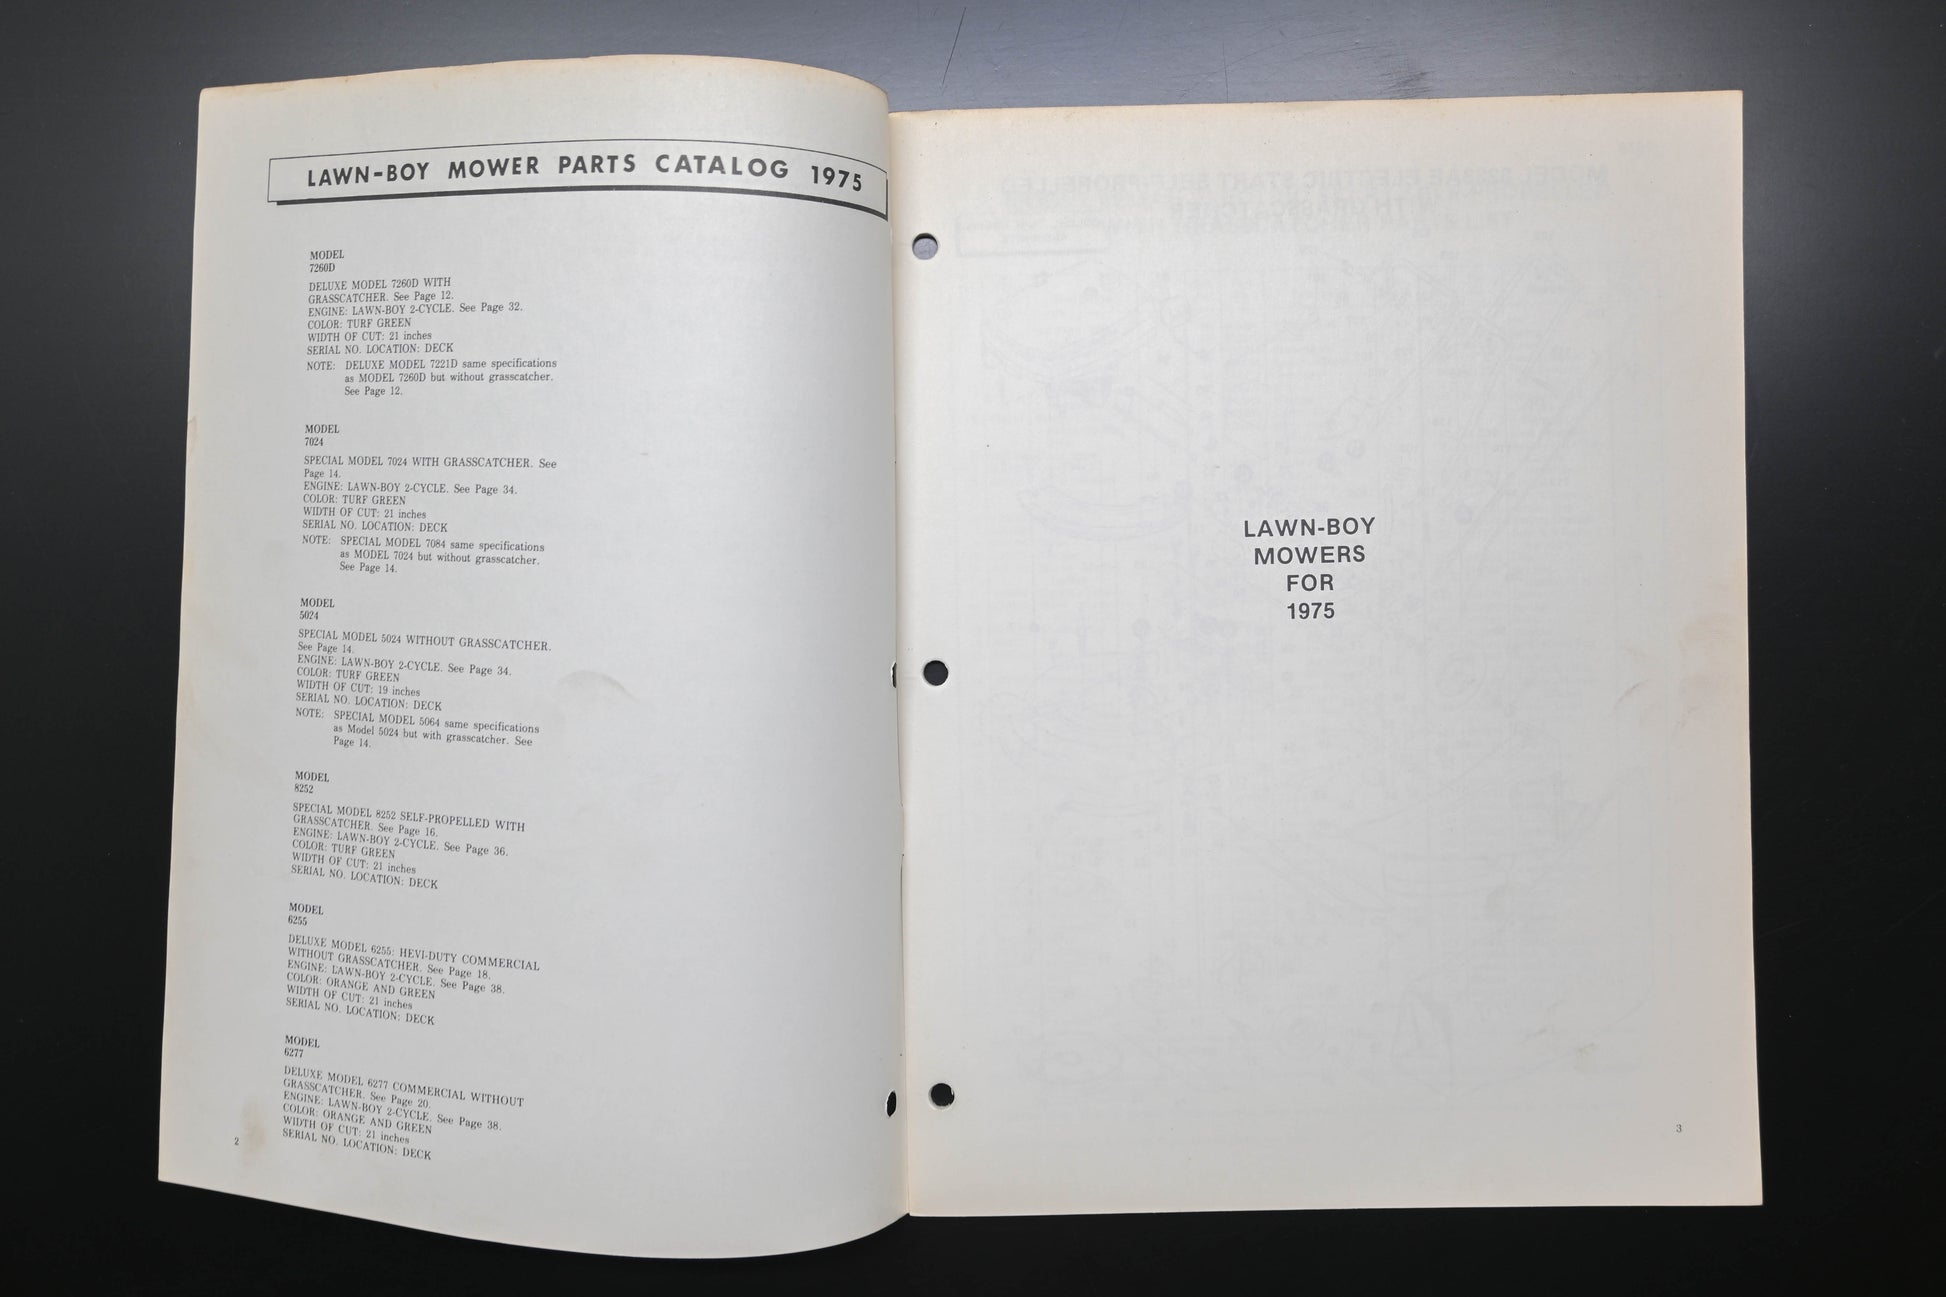 LAWN-BOY MOWER PARTS CATALOG 1975
MODEL
7260D
DELUXE MODEL 7260D WITH
GRASSCATCHER. See Page 12.
ENGINE: LAWN-BOY 2-CYCLE. See Page 32.
COLOR: TURF GREEN
WIDTH OF CUT: 21 inches
SERIAL NO. LOCATION: DECK
NOTE: DELUXE MODEL 7221D same specifications
as MODEL 7260D but without grasscatcher.
See Page 12.
MODEL
7024
SPECIAL MODEL 7024 WITH GRASSCATCHER. See
Page 14.
ENGINE: LAWN-BOY 2-CYCLE. See Page 34.
COLOR: TURF GREEN
WIDTH OF CUT: 21 inches
SERIAL NO. LOCATION: DECK
NOTE: SPECIAL MODEL 7084 same specifications
as MODEL 7024 but without grasscatcher.
See Page 14.
MODEL
5024
SPECIAL MODEL 5024 WITHOUT GRASSCATCHER.
See Page 14.
ENGINE: LAWN-BOY 2-CYCLE. See Page 34.
COLOR: TURF GREEN
WIDTH OF CUT: 19 inches
SERIAL NO. LOCATION: DECK
NOTE: SPECIAL MODEL 5064 same specifications
as Model 5024 but with grasscatcher. See
Page 14.
MODEL
8252
SPECIAL MODEL 8252 SELF-PROPELLED WITH
GRASSCATCHER. See Page 16.
ENGINE: LAWN-BOY 2-CYCLE. See Page 36.
COLOR: TURF GREEN
WIDTH OF CUT: 21 inches
SERIAL NO. LOCATION: DECK
MODEL
6255
DELUXE MODEL 6255: HEVI-DUTY COMMERCIAL
WITHOUT GRASSCATCHER. See Page 18.
ENGINE: LAWN-BOY 2-CYCLE. See Page 38.
COLOR: ORANGE AND GREEN
WIDTH OF CUT: 21 inches
SERIAL NO. LOCATION: DECK
MODEL
6277
DELUXE MODEL 6277 COMMERCIAL WITHOUT
GRASSCATCHER. See Page 20.
ENGINE: LAWN-BOY 2-CYCLE. See Page 38.
COLOR: ORANGE AND GREEN
WIDTH OF CUT: 21 inches
SERIAL NO. LOCATION: DECK
2
LAWN-BOY
MOWERS
FOR
1975
3